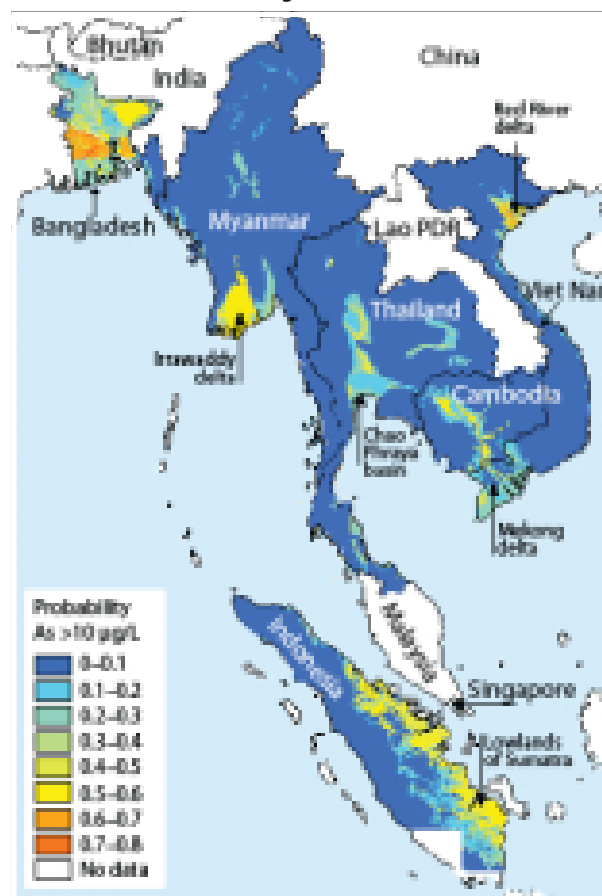 Bhutan
India
China
Red River
delta
Bangladesh
Myanmar
Lao PDR
Viet Nam
Thailand
Irrawaddy
delta
Cambodia
Chao
Phraya
basin
Mekong
delta
Probability
As >10 µg/L
0–0.1
0.1–0.2
0.2–0.3
0.3–0.4
0.4–0.5
0.5–0.6
0.6–0.7
0.7–0.8
No data
Indonesia
Malaysia
Singapore
Lowlands
of Sumatra